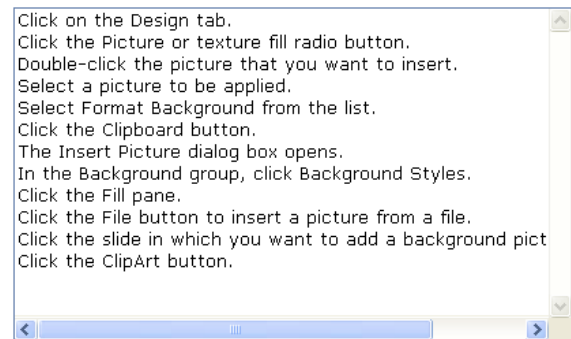 Click on the Design tab.
Click the Picture or texture fill radio button.
Double-click the picture that you want to insert.
Select a picture to be applied.
Select Format Background from the list.
Click the Clipboard button.
The Insert Picture dialog box opens.
In the Background group, click Background Styles.
Click the Fill pane.
Click the File button to insert a picture from a file.
Click the slide in which you want to add a background pict
Click the ClipArt button.